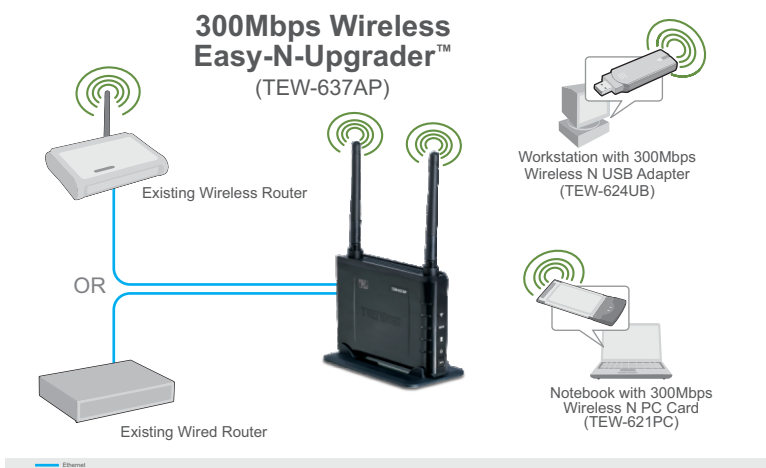 300Mbps Wireless
Easy-N-Upgrader™
(TEW-637AP)
Existing Wireless Router
OR
Existing Wired Router
TRENDnet
Workstation with 300Mbps
Wireless N USB Adapter
(TEW-624UB)
Notebook with 300Mbps
Wireless N PC Card
(TEW-621PC)
Ethernet